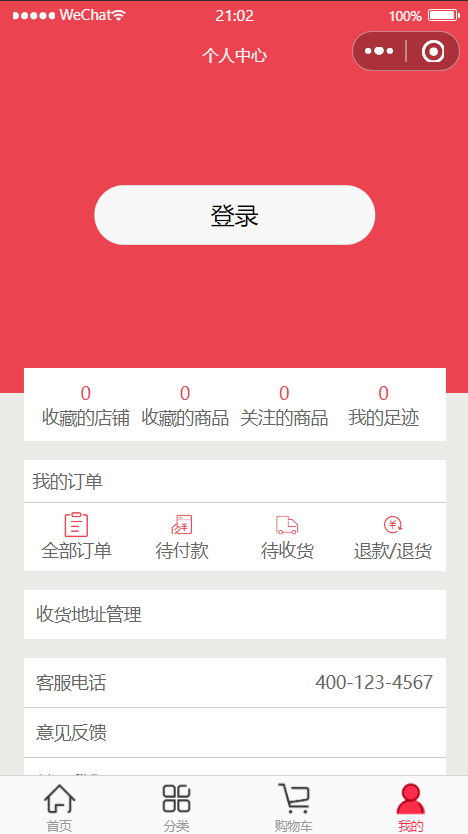 WeChat 21:02 100%
个人中心
登录
0 0 0 0
收藏的店铺 收藏的商品 关注的商品 我的足迹
我的订单
全部订单 待付款 待收货 退款/退货
收货地址管理
客服电话 400-123-4567
意见反馈
首页 分类 购物车 我的